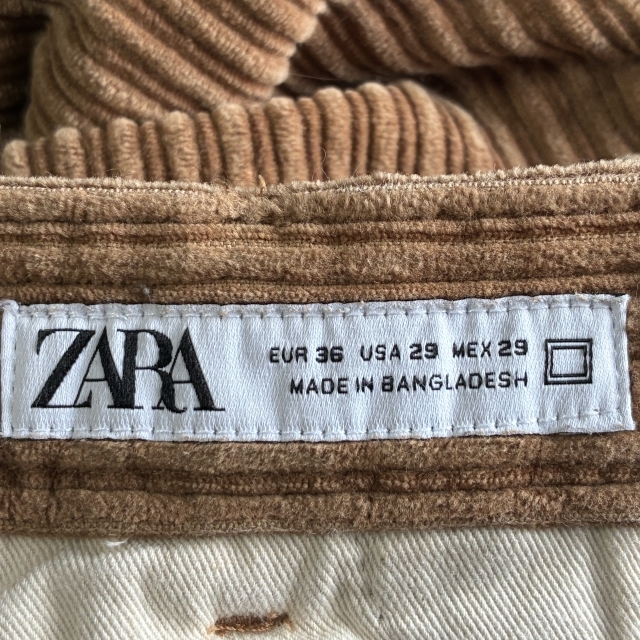 ZARA
EUR 36 USA 29 MEX 29
MADE IN BANGLADESH